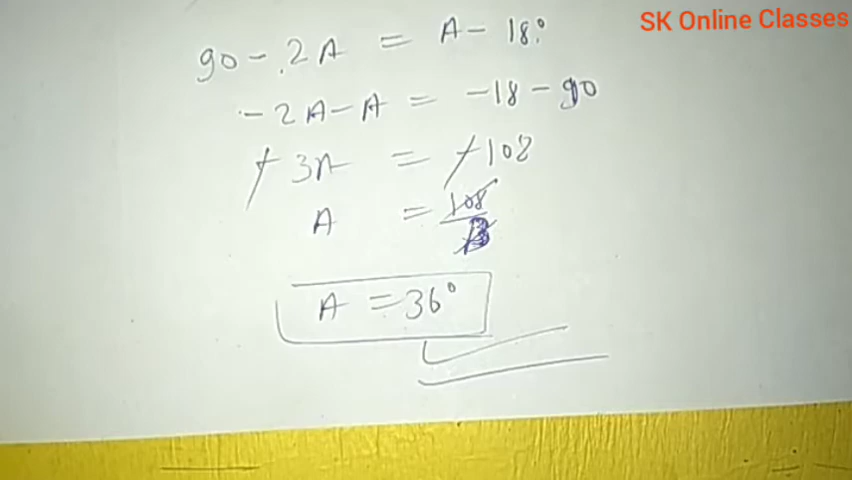 SK Online Classes
90 - 2A = A - 18°
- 2A - A = -18 - 90
- 3A = - 108
A = 108/3
A = 36°